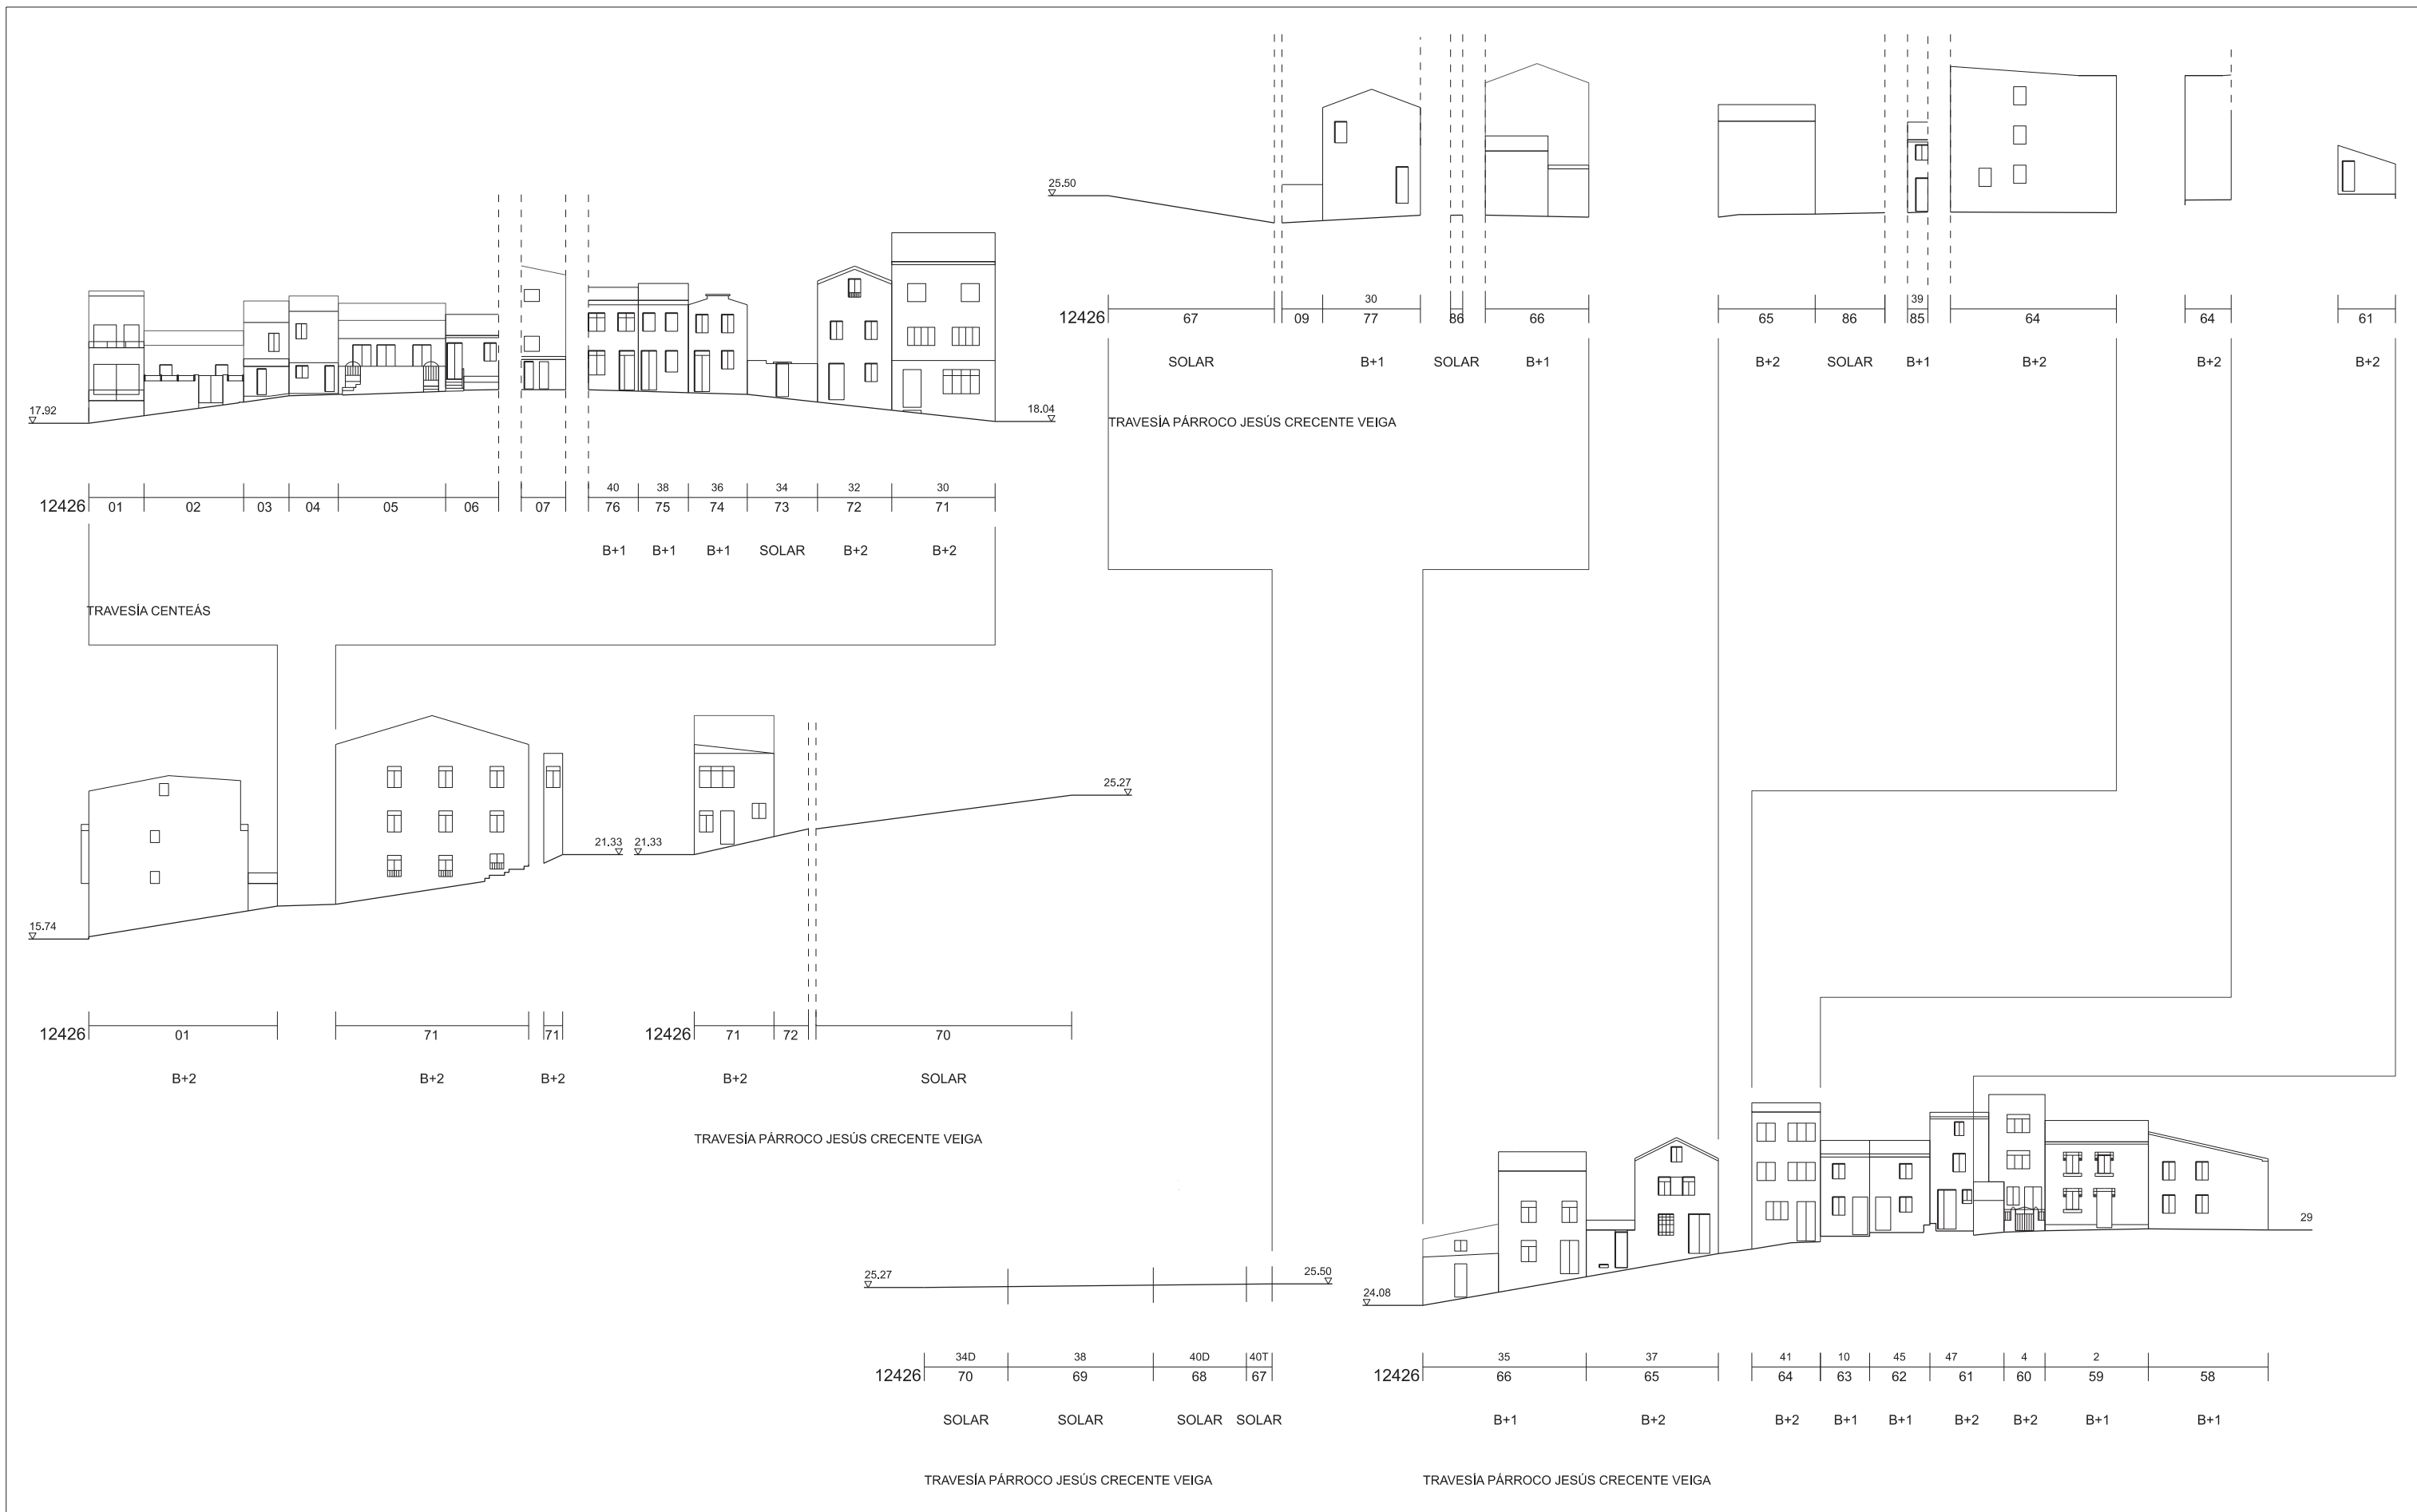 25.50
17.92
18.04
30
39
12426 67 09 77 86 66 65 86 85 64 64 61
SOLAR B+1 SOLAR B+1 B+2 SOLAR B+1 B+2 B+2 B+2
TRAVESÍA PÁRROCO JESÚS CRECENTE VEIGA
40 38 36 34 32 30
12426 01 02 03 04 05 06 07 76 75 74 73 72 71
B+1 B+1 B+1 SOLAR B+2 B+2
TRAVESÍA CENTEÁS
25.27
21.33 21.33
15.74
12426 01 71 71 12426 71 72 70
B+2 B+2 B+2 B+2 SOLAR
TRAVESÍA PÁRROCO JESÚS CRECENTE VEIGA
25.27 25.50
24.08
29
34D 38 40D 40T
12426 70 69 68 67
SOLAR SOLAR SOLAR SOLAR
TRAVESÍA PÁRROCO JESÚS CRECENTE VEIGA
35 37 41 10 45 47 4 2
12426 66 65 64 63 62 61 60 59 58
B+1 B+2 B+2 B+1 B+1 B+2 B+2 B+1 B+1
TRAVESÍA PÁRROCO JESÚS CRECENTE VEIGA